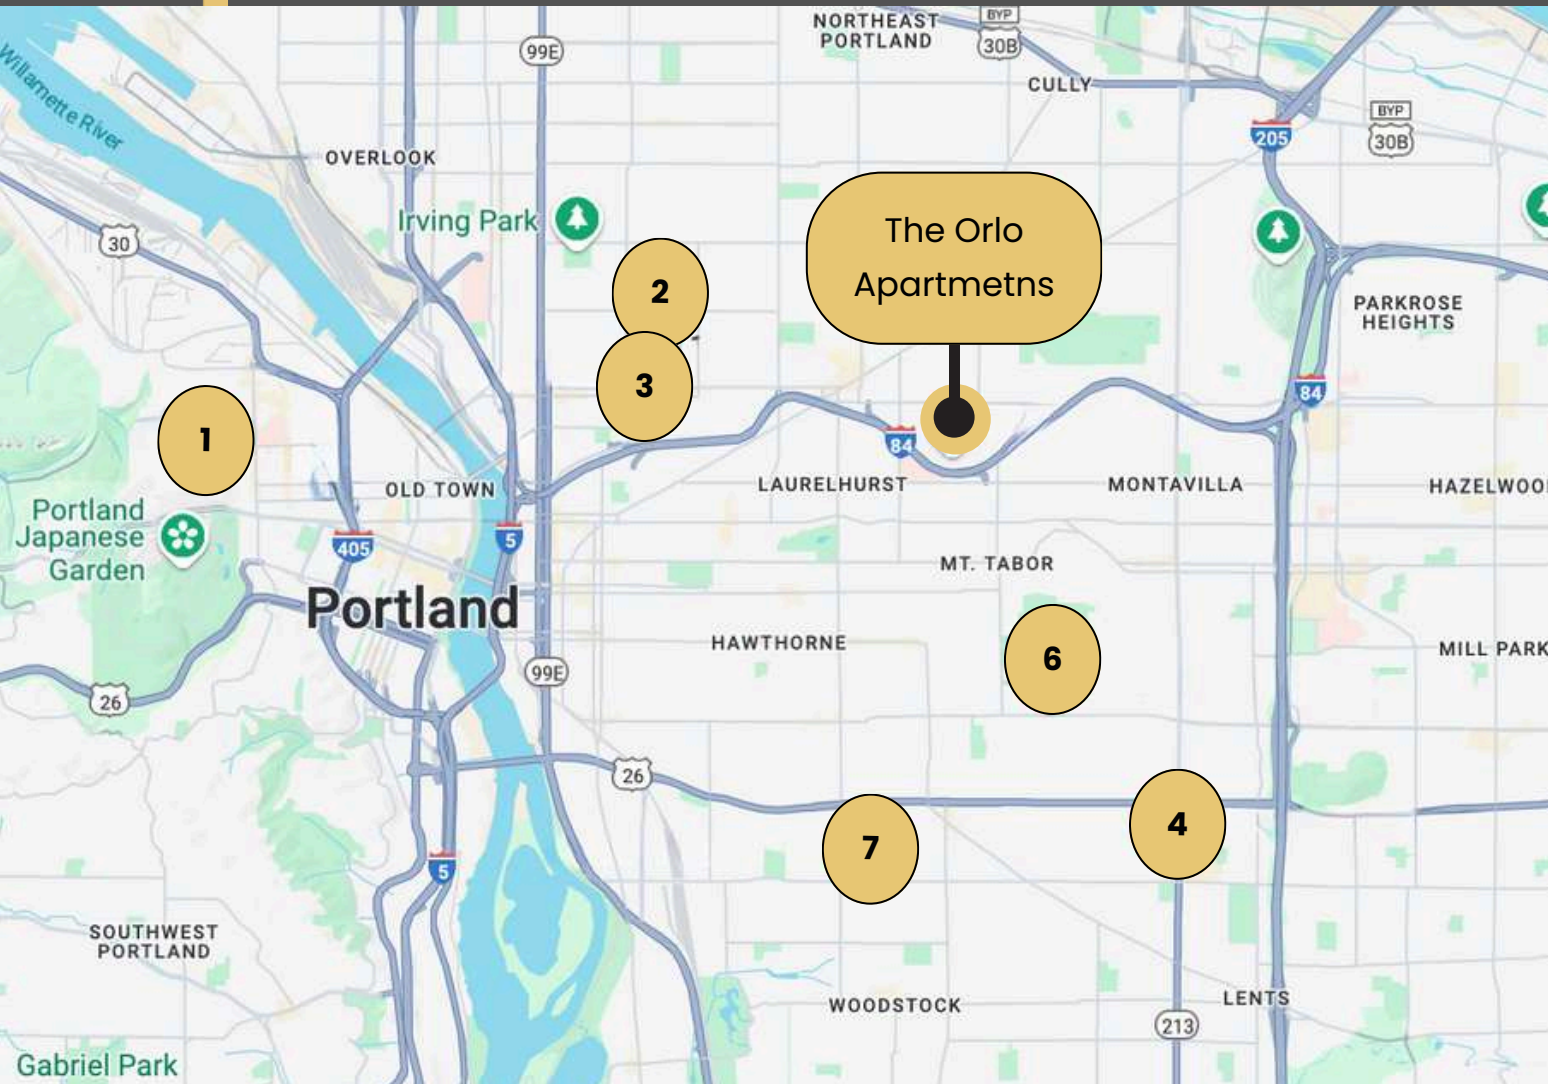 NORTHEAST
PORTLAND
BYP
30B
99E
CULLY
Willamette River
205
BYP
30B
OVERLOOK
Irving Park
30
The Orlo
Apartmetns
2
PARKROSE
HEIGHTS
3
84
1
84
OLD TOWN
LAURELHURST
MONTAVILLA
HAZELWOO
Portland
Japanese
Garden
405
5
MT. TABOR
Portland
HAWTHORNE
6
MILL PARK
99E
26
26
4
7
5
SOUTHWEST
PORTLAND
WOODSTOCK
LENTS
213
Gabriel Park